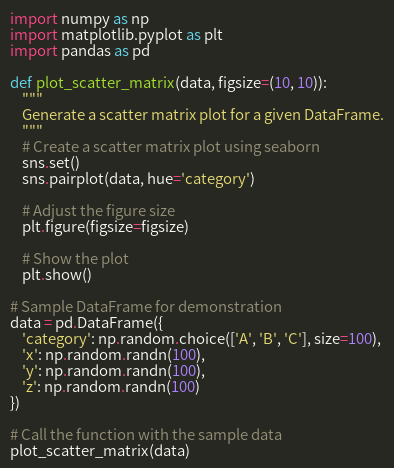 import numpy as np
import matplotlib.pyplot as plt
import pandas as pd

def plot_scatter_matrix(data, figsize=(10, 10)):
    """
    Generate a scatter matrix plot for a given DataFrame.
    """
    # Create a scatter matrix plot using seaborn
    sns.set()
    sns.pairplot(data, hue='category')

    # Adjust the figure size
    plt.figure(figsize=figsize)

    # Show the plot
    plt.show()

# Sample DataFrame for demonstration
data = pd.DataFrame({
    'category': np.random.choice(['A', 'B', 'C'], size=100),
    'x': np.random.randn(100),
    'y': np.random.randn(100),
    'z': np.random.randn(100)
})

# Call the function with the sample data
plot_scatter_matrix(data)